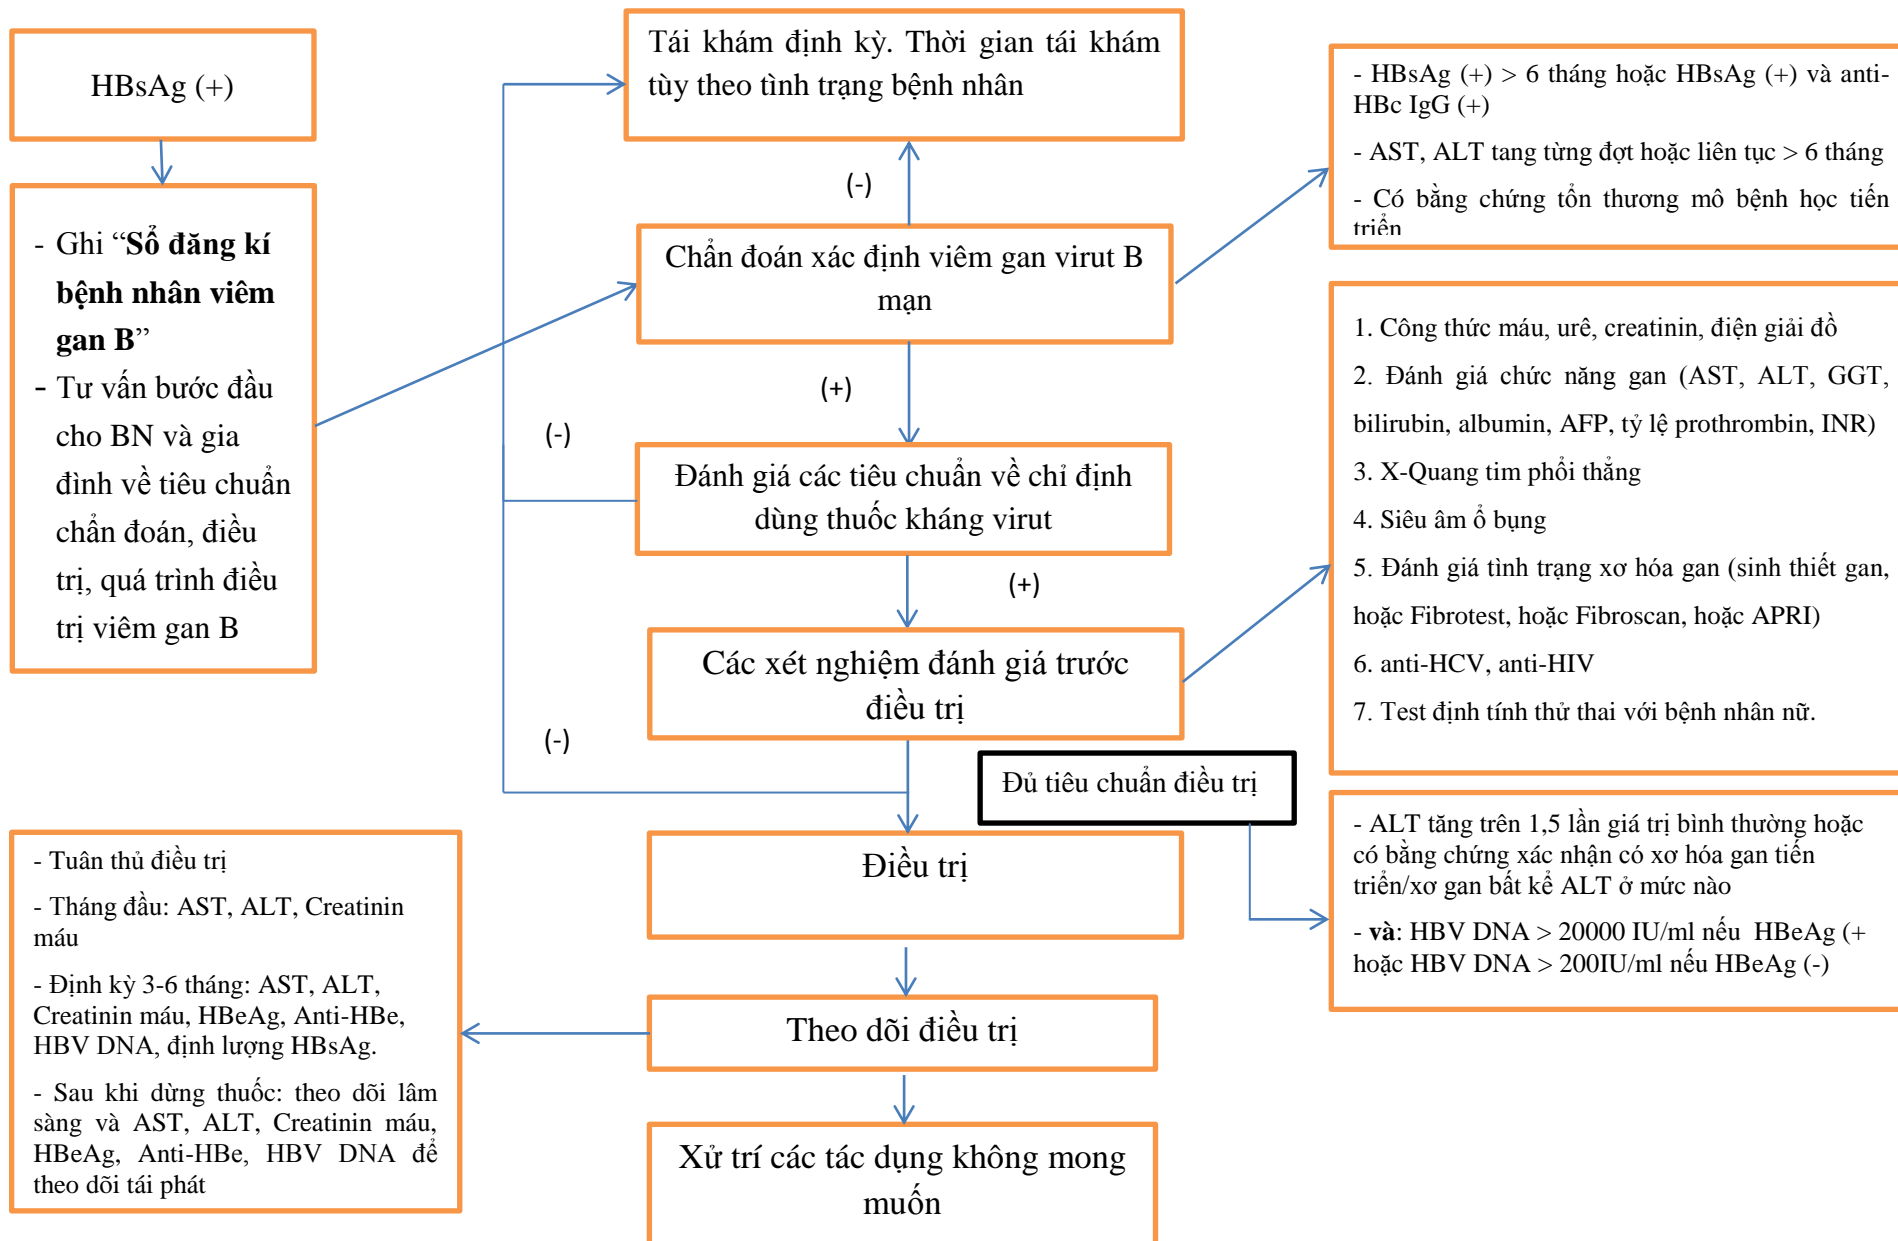 HBsAg (+)
- Ghi “Sổ đăng kí
bệnh nhân viêm
gan B”
- Tư vấn bước đầu
cho BN và gia
đình về tiêu chuẩn
chẩn đoán, điều
trị, quá trình điều
trị viêm gan B
Tái khám định kỳ. Thời gian tái khám
tùy theo tình trạng bệnh nhân
(-)
Chẩn đoán xác định viêm gan virut B
mạn
- HBsAg (+) > 6 tháng hoặc HBsAg (+) và anti-
HBc IgG (+)
- AST, ALT tang từng đợt hoặc liên tục > 6 tháng
- Có bằng chứng tổn thương mô bệnh học tiến
triển
(+)
(-)
Đánh giá các tiêu chuẩn về chỉ định
dùng thuốc kháng virut
(+)
Các xét nghiệm đánh giá trước
điều trị
1. Công thức máu, urê, creatinin, điện giải đồ
2. Đánh giá chức năng gan (AST, ALT, GGT,
bilirubin, albumin, AFP, tỷ lệ prothrombin, INR)
3. X-Quang tim phổi thẳng
4. Siêu âm ổ bụng
5. Đánh giá tình trạng xơ hóa gan (sinh thiết gan,
hoặc Fibrotest, hoặc Fibroscan, hoặc APRI)
6. anti-HCV, anti-HIV
7. Test định tính thử thai với bệnh nhân nữ.
(-)
Đủ tiêu chuẩn điều trị
- ALT tăng trên 1,5 lần giá trị bình thường hoặc
có bằng chứng xác nhận có xơ hóa gan tiến
triển/xơ gan bất kể ALT ở mức nào
- và: HBV DNA > 20000 IU/ml nếu HBeAg (+
hoặc HBV DNA > 200IU/ml nếu HBeAg (-)
Điều trị
Theo dõi điều trị
- Tuân thủ điều trị
- Tháng đầu: AST, ALT, Creatinin
máu
- Định kỳ 3-6 tháng: AST, ALT,
Creatinin máu, HBeAg, Anti-HBe,
HBV DNA, định lượng HBsAg.
- Sau khi dừng thuốc: theo dõi lâm
sàng và AST, ALT, Creatinin máu,
HBeAg, Anti-HBe, HBV DNA để
theo dõi tái phát
Xử trí các tác dụng không mong
muốn